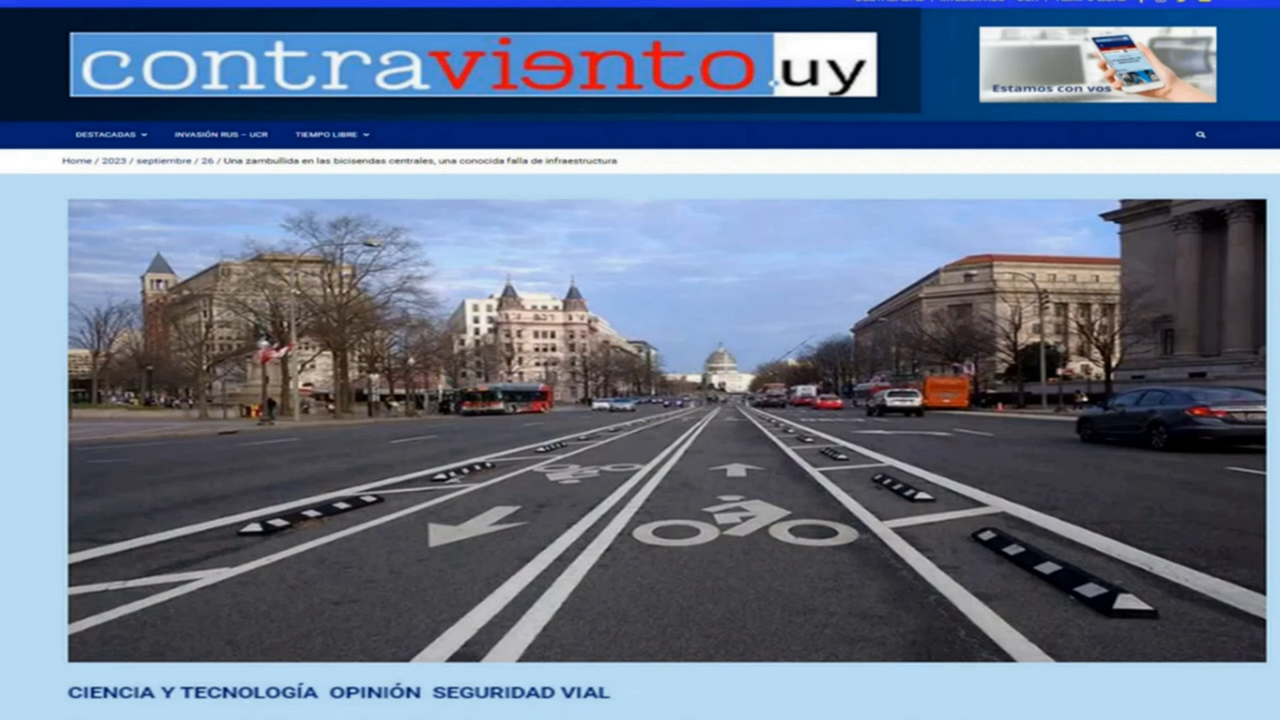 contraviento.uy
Estamos con vos
DESTACADAS INVASIÓN RUS – UCR TIEMPO LIBRE
Home / 2023 / septiembre / 26 / Una zambullida en las bicisendas centrales, una conocida falla de infraestructura
CIENCIA Y TECNOLOGÍA OPINIÓN SEGURIDAD VIAL